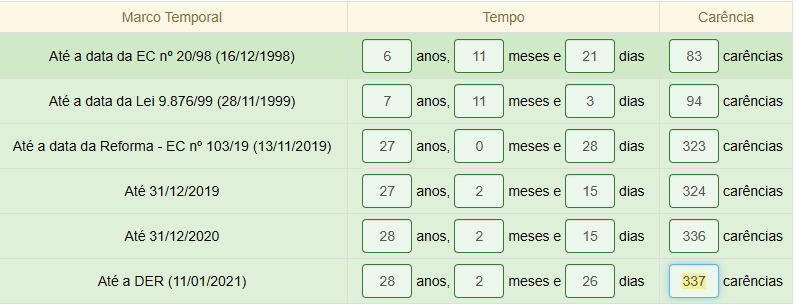 Marco Temporal Tempo Carência
Até a data da EC nº 20/98 (16/12/1998) 6 anos, 11 meses e 21 dias 83 carências
Até a data da Lei 9.876/99 (28/11/1999) 7 anos, 11 meses e 3 dias 94 carências
Até a data da Reforma - EC nº 103/19 (13/11/2019) 27 anos, 0 meses e 28 dias 323 carências
Até 31/12/2019 27 anos, 2 meses e 15 dias 324 carências
Até 31/12/2020 28 anos, 2 meses e 15 dias 336 carências
Até a DER (11/01/2021) 28 anos, 2 meses e 26 dias 337 carências